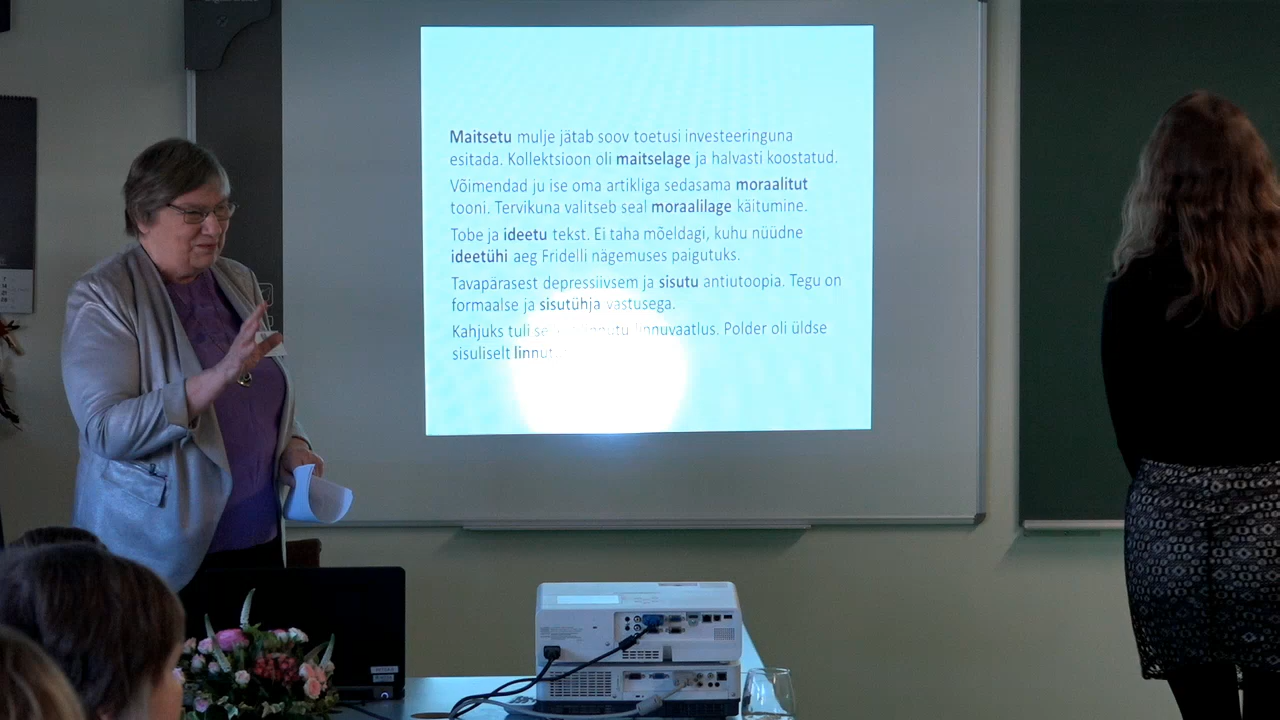 Maitsetu mulje jätab soov toetusi investeeringuna
esitada. Kollektsioon oli maitselage ja halvasti koostatud.
Võimendad ju ise oma artikliga sedasama moraalitut
tooni. Tervikuna valitseb seal moraalilage käitumine.
Tobe ja ideetu tekst. Ei taha mõeldagi, kuhu nüüdne
ideetühi aeg Fridelli nägemuses paigutuks.
Tavapärasest depressiivsem ja sisutu antiutoopia. Tegu on
formaalse ja sisutühja vastusega.
Kahjuks tuli linnuvaatlus. Polder oli üldse
sisuliselt